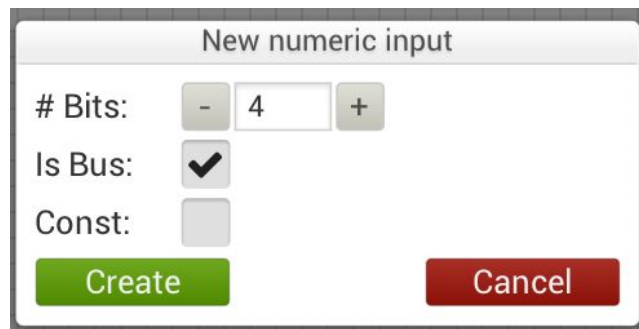 New numeric input
# Bits: - 4 +
Is Bus:
Const:
Create Cancel